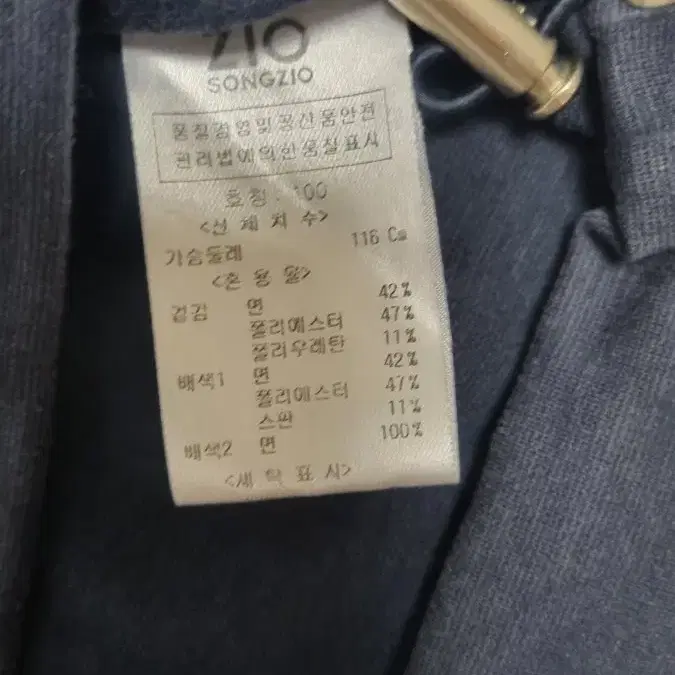 ZIO
SONGZIO
품질경영및공산품안전
관리법에의한품질표시
호칭 : 100
<신 체 치 수>
가슴둘레 116 Cm
<혼 용 율>
겉감 면 42%
폴리에스터 47%
폴리우레탄 11%
배색1 면 42%
폴리에스터 47%
스판 11%
배색2 면 100%
<세 탁 표 시>